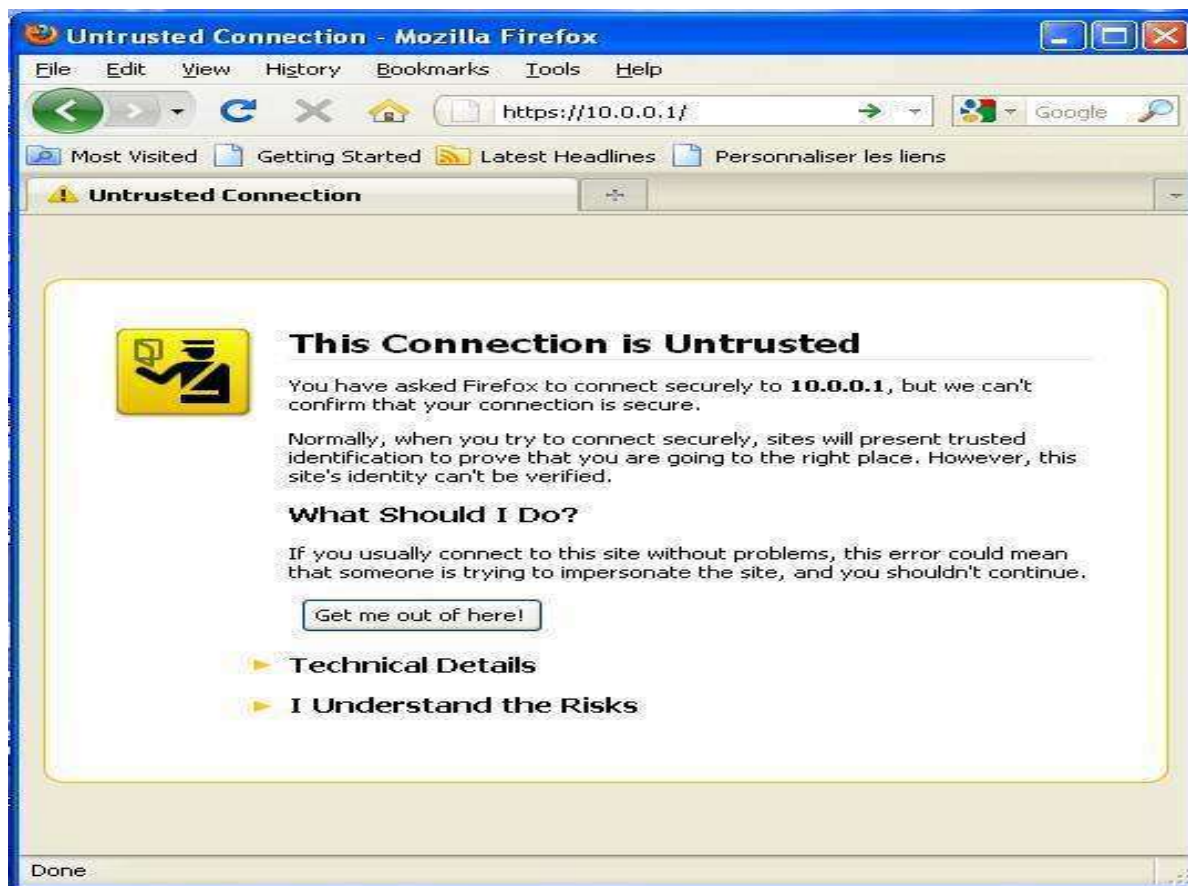 Untrusted Connection - Mozilla Firefox
File Edit View History Bookmarks Tools Help
https://10.0.0.1/ Google
Most Visited Getting Started Latest Headlines Personnaliser les liens
Untrusted Connection
This Connection is Untrusted
You have asked Firefox to connect securely to 10.0.0.1, but we can't
confirm that your connection is secure.
Normally, when you try to connect securely, sites will present trusted
identification to prove that you are going to the right place. However, this
site's identity can't be verified.
What Should I Do?
If you usually connect to this site without problems, this error could mean
that someone is trying to impersonate the site, and you shouldn't continue.
Get me out of here!
Technical Details
I Understand the Risks
Done